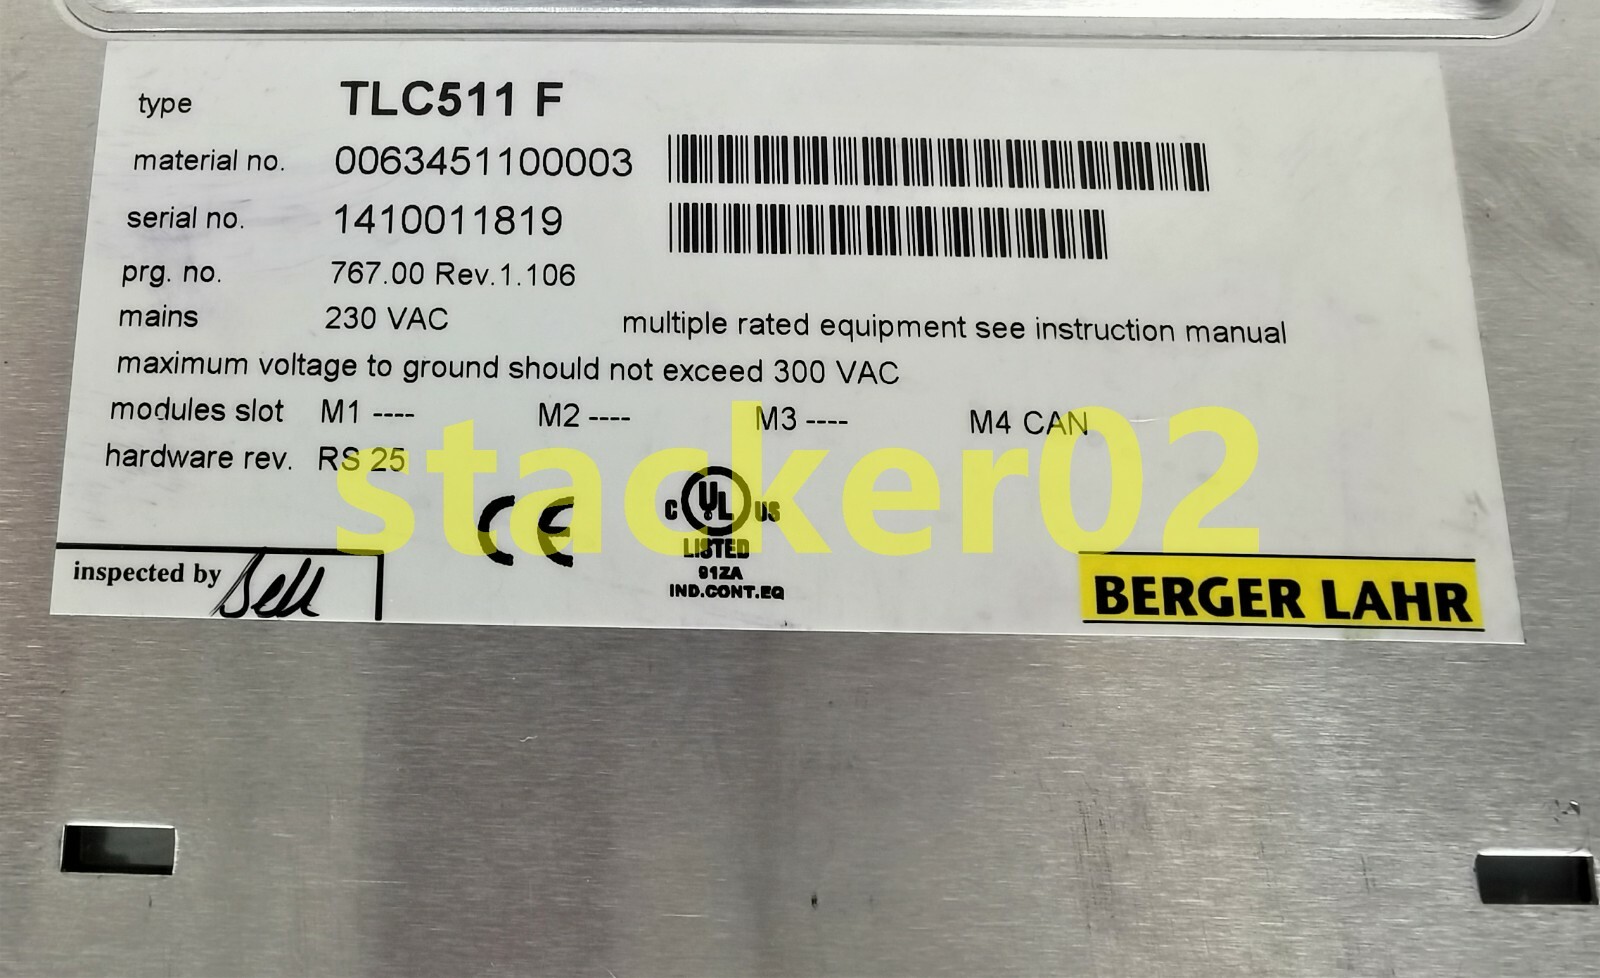 type TLC511 F
material no. 0063451100003
serial no. 1410011819
prg. no. 767.00 Rev.1.106
mains 230 VAC multiple rated equipment see instruction manual
maximum voltage to ground should not exceed 300 VAC
modules slot M1 ---- M2 ---- M3 ---- M4 CAN
hardware rev. RS 25
stacker02
CE
C UL US
LISTED
91ZA
IND.CONT.EQ
inspected by
BERGER LAHR